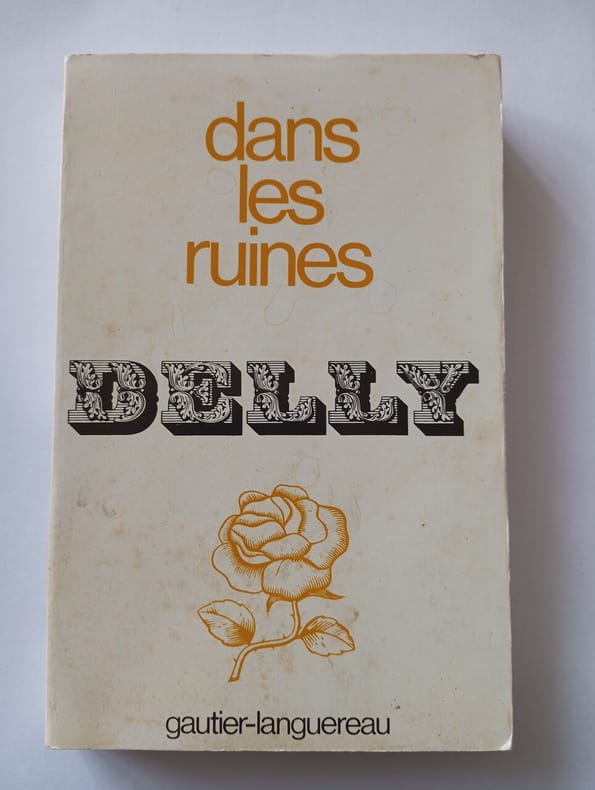 dans
les
ruines
DELLY
gautier-languereau